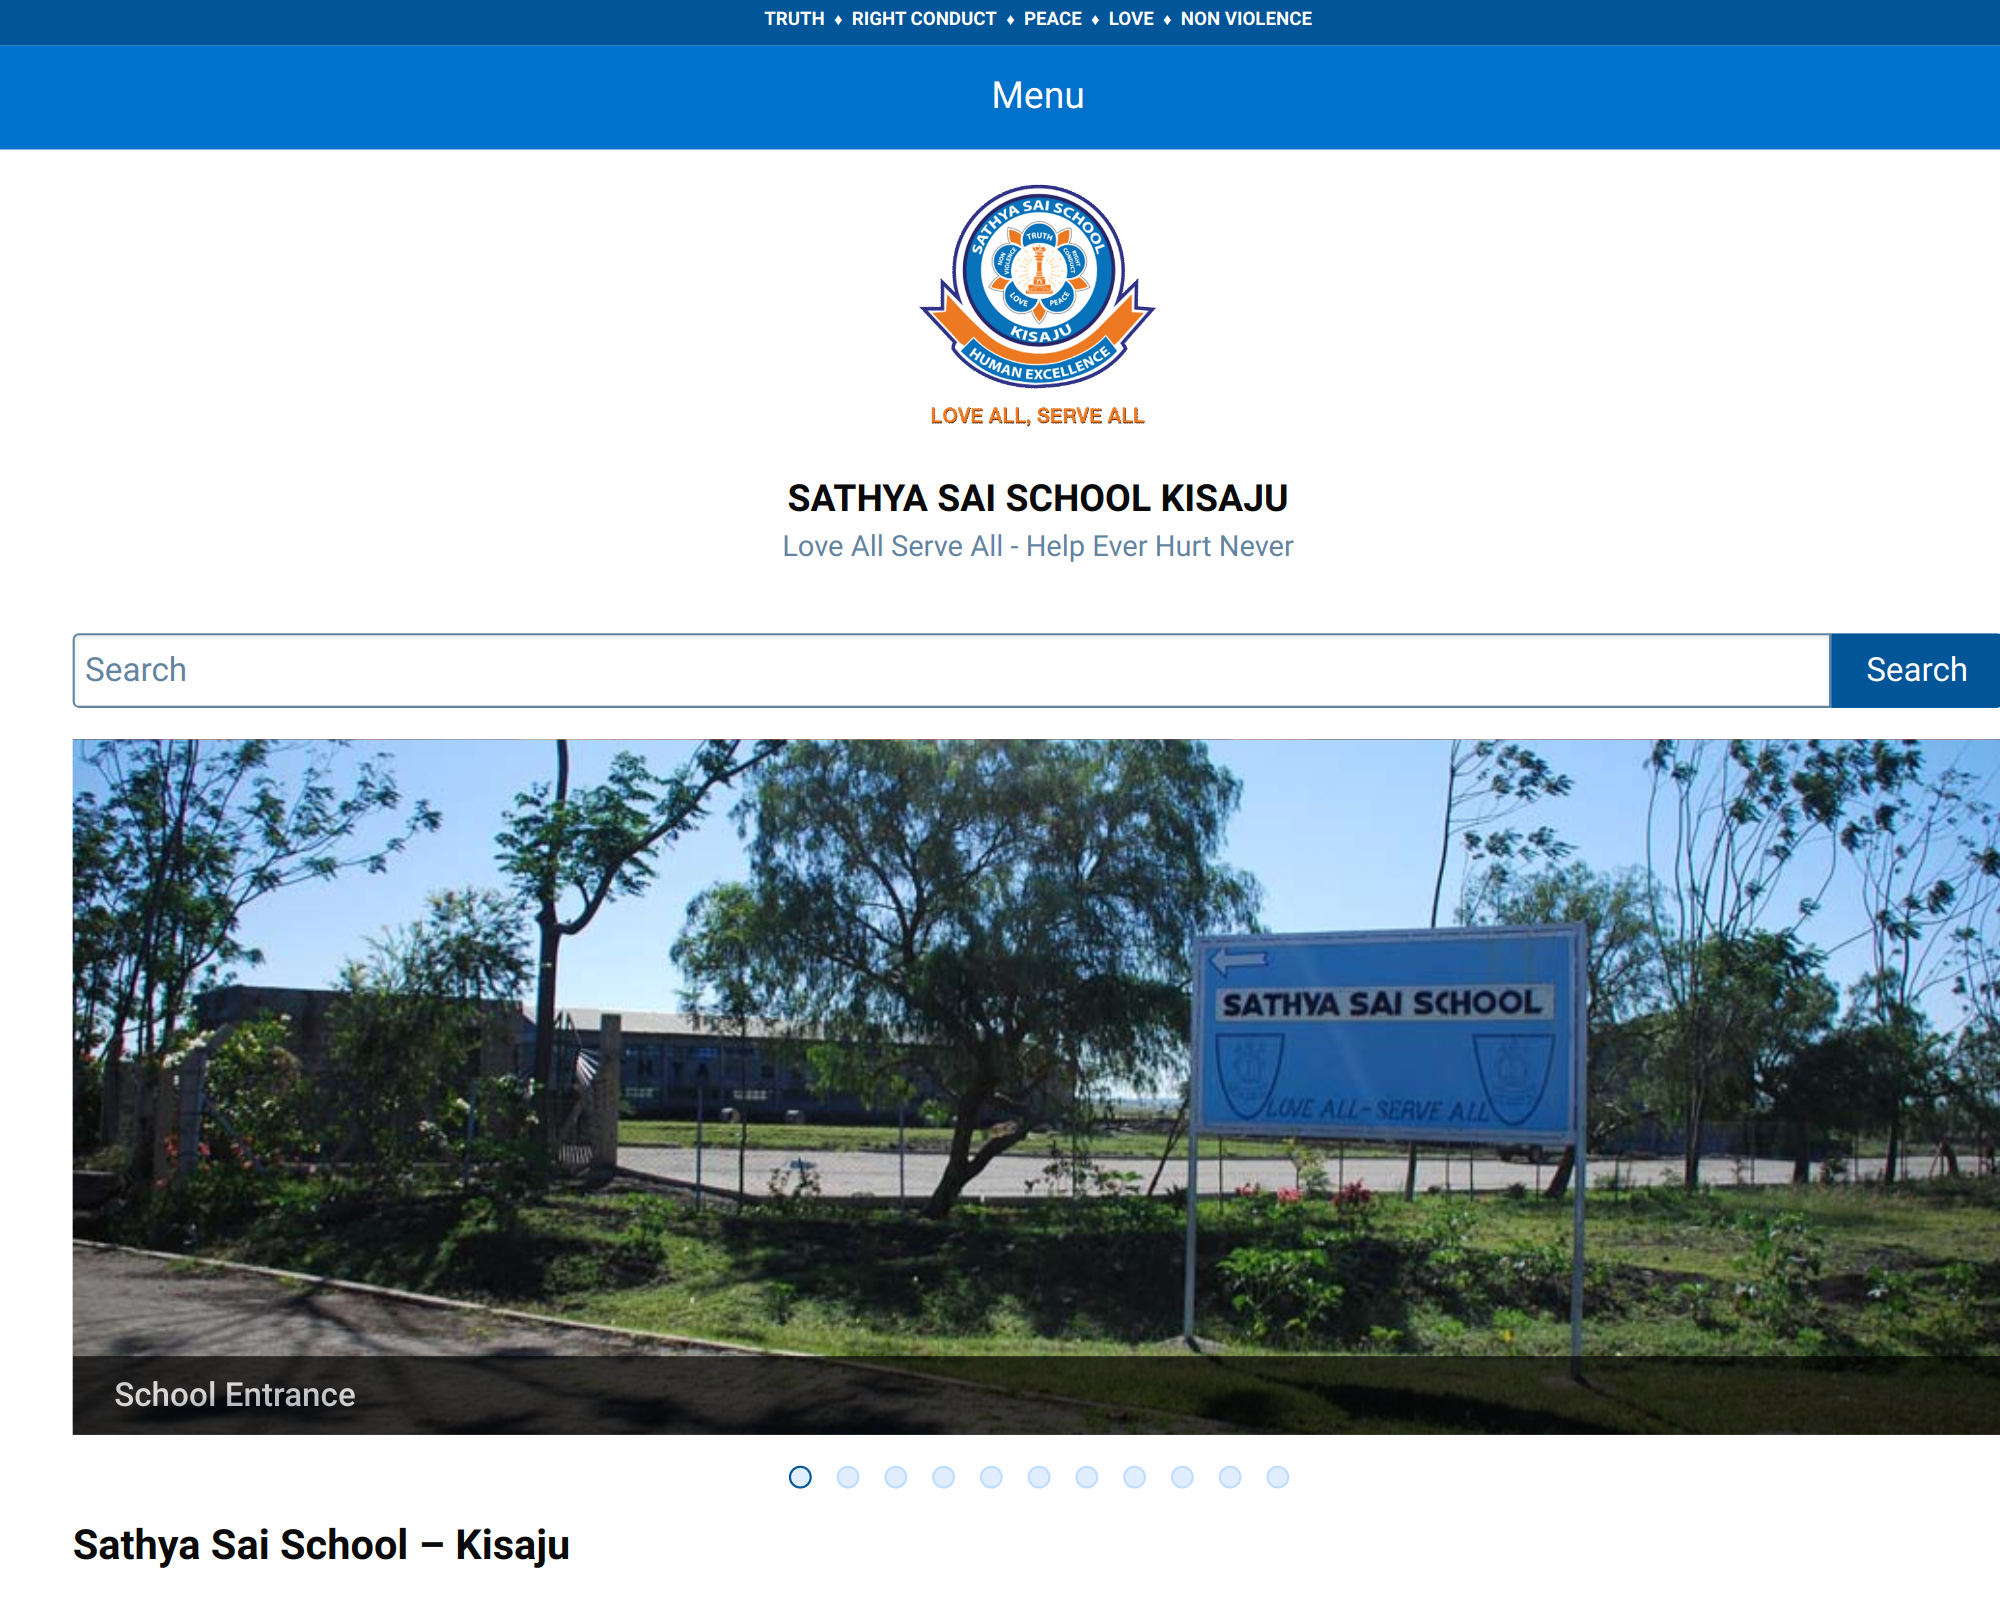 TRUTH ♦ RIGHT CONDUCT ♦ PEACE ♦ LOVE ♦ NON VIOLENCE
Menu
SATHYA SAI SCHOOL
TRUTH
NON VIOLENCE
RIGHT CONDUCT
LOVE
PEACE
KISAJU
HUMAN EXCELLENCE
LOVE ALL, SERVE ALL
SATHYA SAI SCHOOL KISAJU
Love All Serve All - Help Ever Hurt Never
Search
Search
SATHYA SAI SCHOOL
LOVE ALL-SERVE ALL
School Entrance
Sathya Sai School – Kisaju